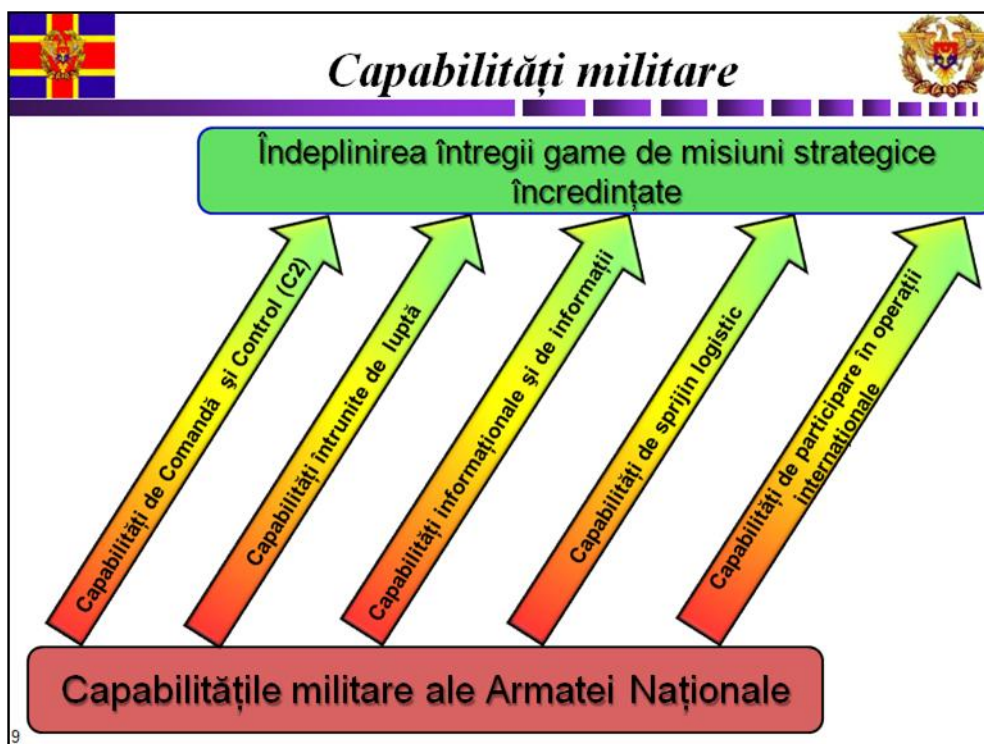 Capabilități militare
Îndeplinirea întregii game de misiuni strategice
încredințate
Capabilități de Comandă și Control (C2)
Capabilități întrunite de luptă
Capabilități informaționale și de informații
Capabilități de sprijin logistic
Capabilități de participare în operații
internaționale
Capabilitățile militare ale Armatei Naționale
9